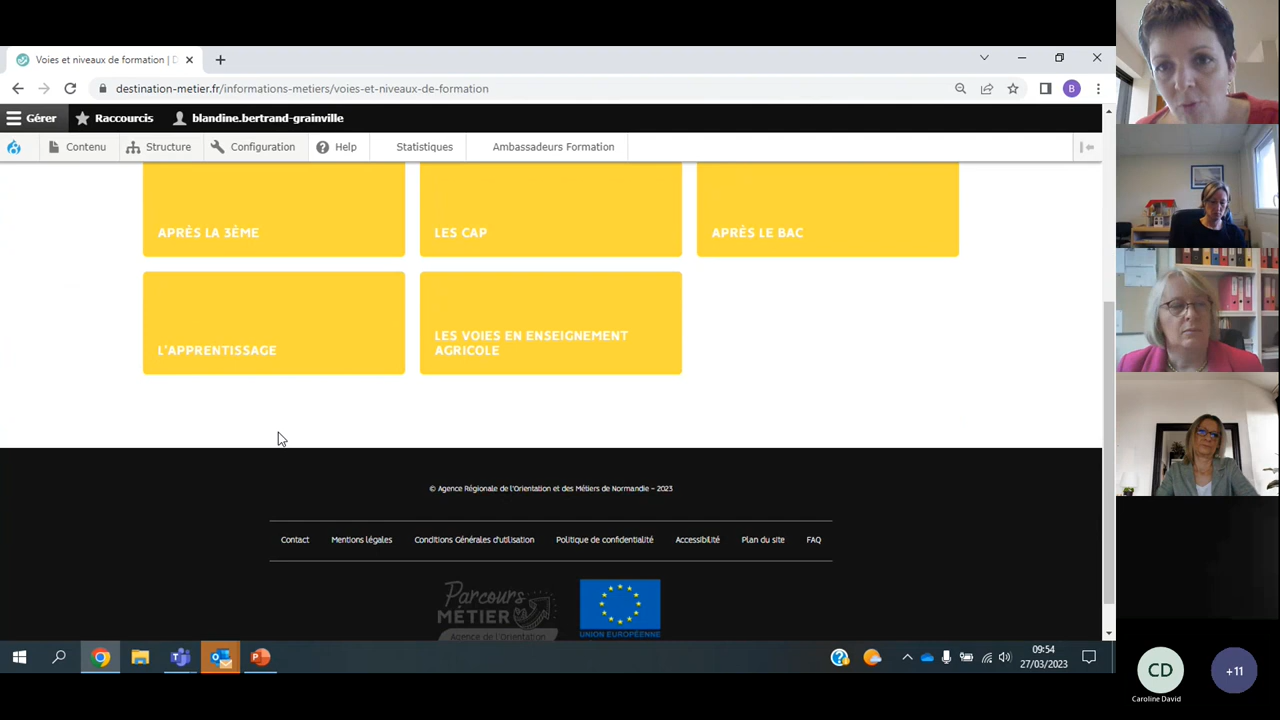 Voies et niveaux de formation | D
destination-metier.fr/informations-metiers/voies-et-niveaux-de-formation
B
Gérer
Raccourcis
blandine.bertrand-grainville
Contenu
Structure
Configuration
Help
Statistiques
Ambassadeurs Formation
APRÈS LA 3ÈME
LES CAP
APRÈS LE BAC
L'APPRENTISSAGE
LES VOIES EN ENSEIGNEMENT
AGRICOLE
© Agence Régionale de l'Orientation et des Métiers de Normandie – 2023
Contact
Mentions légales
Conditions Générales d'utilisation
Politique de confidentialité
Accessibilité
Plan du site
FAQ
Parcours
MÉTIER
Agence de l'Orientation
UNION EUROPÉENNE
09:54
27/03/2023
CD
Caroline David
+11